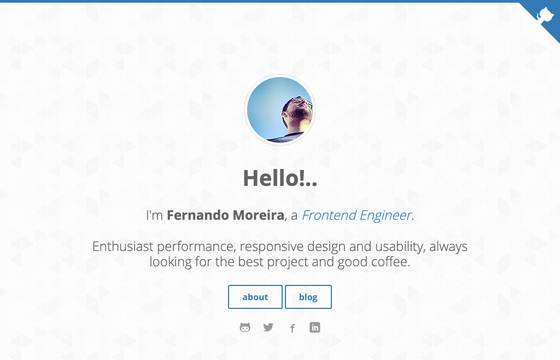 Hello!..
I'm Fernando Moreira, a Frontend Engineer.
Enthusiast performance, responsive design and usability, always
looking for the best project and good coffee.
about blog